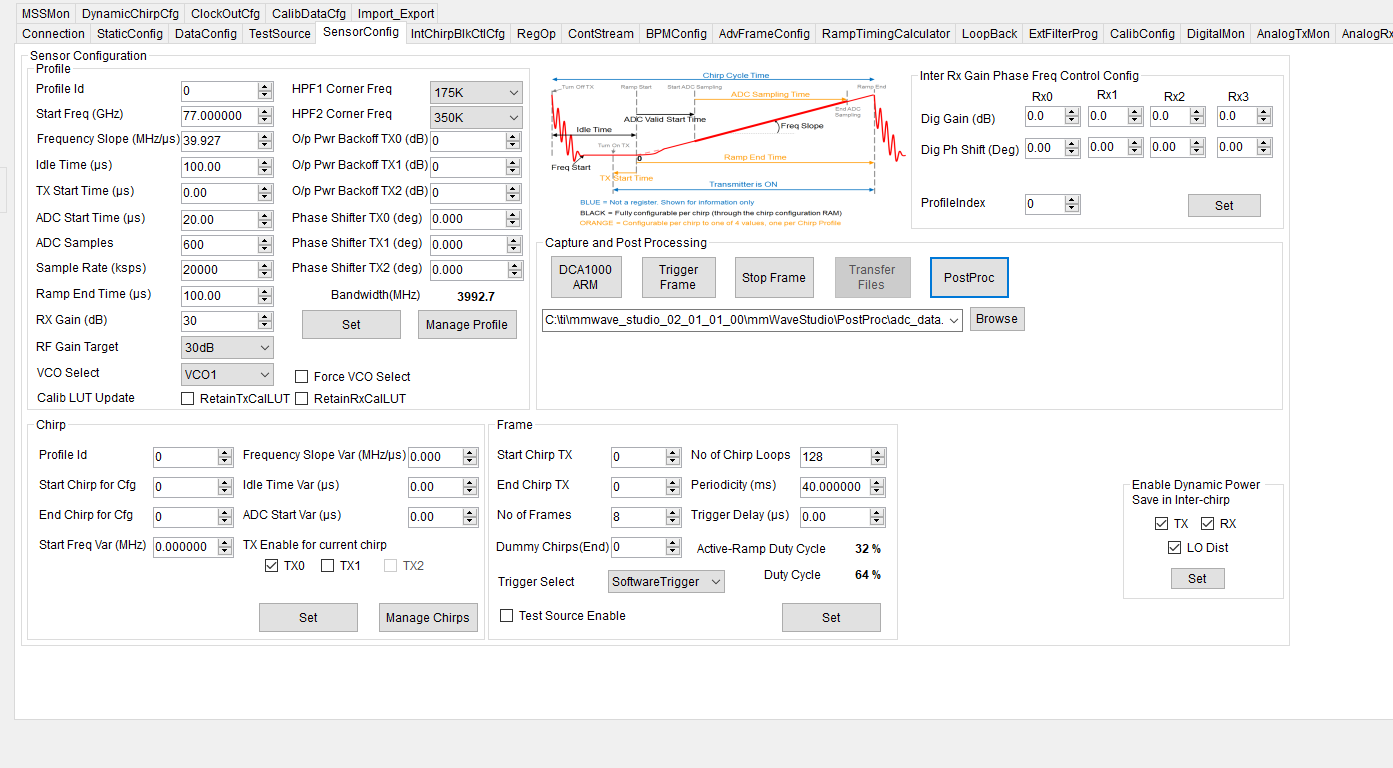 MSSMon DynamicChirpCfg ClockOutCfg CalibDataCfg Import_Export
Connection StaticConfig DataConfig TestSource SensorConfig IntChirpBlkCtlCfg RegOp ContStream BPMConfig AdvFrameConfig RampTimingCalculator LoopBack ExtFilterProg CalibConfig DigitalMon AnalogTxMon AnalogRx
Sensor Configuration
Profile
Profile Id 0
Start Freq (GHz) 77.000000
Frequency Slope (MHz/µs) 39.927
Idle Time (µs) 100.00
TX Start Time (µs) 0.00
ADC Start Time (µs) 20.00
ADC Samples 600
Sample Rate (ksps) 20000
Ramp End Time (µs) 100.00
RX Gain (dB) 30
RF Gain Target 30dB
VCO Select VCO1
Calib LUT Update RetainTxCalLUT RetainRxCalLUT
HPF1 Corner Freq 175K
HPF2 Corner Freq 350K
O/p Pwr Backoff TX0 (dB) 0
O/p Pwr Backoff TX1 (dB) 0
O/p Pwr Backoff TX2 (dB) 0
Phase Shifter TX0 (deg) 0.000
Phase Shifter TX1 (deg) 0.000
Phase Shifter TX2 (deg) 0.000
Bandwidth(MHz) 3992.7
Set Manage Profile
Force VCO Select
Chirp Cycle Time
Turn Off TX Ramp Start Start ADC Sampling Ramp End
ADC Sampling Time
End ADC
Sampling
ADC Valid Start Time
Idle Time
Freq Slope
Turn On TX
0
Ramp End Time
Freq Start
TX Start Time
Transmitter is ON
BLUE = Not a register. Shown for information only
BLACK = Fully configurable per chirp (through the chirp configuration RAM)
ORANGE = Configurable per chirp to one of 4 values, one per Chirp Profile
Inter Rx Gain Phase Freq Control Config
Rx0 Rx1 Rx2 Rx3
Dig Gain (dB) 0.0 0.0 0.0 0.0
Dig Ph Shift (Deg) 0.00 0.00 0.00 0.00
ProfileIndex 0 Set
Capture and Post Processing
DCA1000
ARM
Trigger
Frame
Stop Frame
Transfer
Files
PostProc
C:\ti\mmwave_studio_02_01_01_00\mmWaveStudio\PostProc\adc_data. Browse
Chirp
Profile Id 0 Frequency Slope Var (MHz/µs) 0.000
Start Chirp for Cfg 0 Idle Time Var (µs) 0.00
End Chirp for Cfg 0 ADC Start Var (µs) 0.00
Start Freq Var (MHz) 0.000000 TX Enable for current chirp
TX0 TX1 TX2
Set Manage Chirps
Frame
Start Chirp TX 0 No of Chirp Loops 128
End Chirp TX 0 Periodicity (ms) 40.000000
No of Frames 8 Trigger Delay (µs) 0.00
Dummy Chirps(End) 0 Active-Ramp Duty Cycle 32 %
Duty Cycle 64 %
Trigger Select SoftwareTrigger
Test Source Enable Set
Enable Dynamic Power
Save in Inter-chirp
TX RX
LO Dist
Set